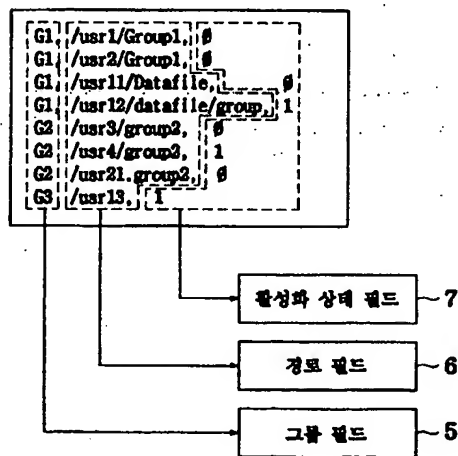 G1, /usr1/Group1, 0
G1, /usr2/Group1, 0
G1, /usr11/Datafile, 0
G1, /usr12/datafile/group, 1
G2 /usr3/group2, 0
G2 /usr4/group2, 1
G2 /usr21.group2, 0
G3 /usr13, 1
활성화 상태 필드 7
경로 필드 6
그룹 필드 5